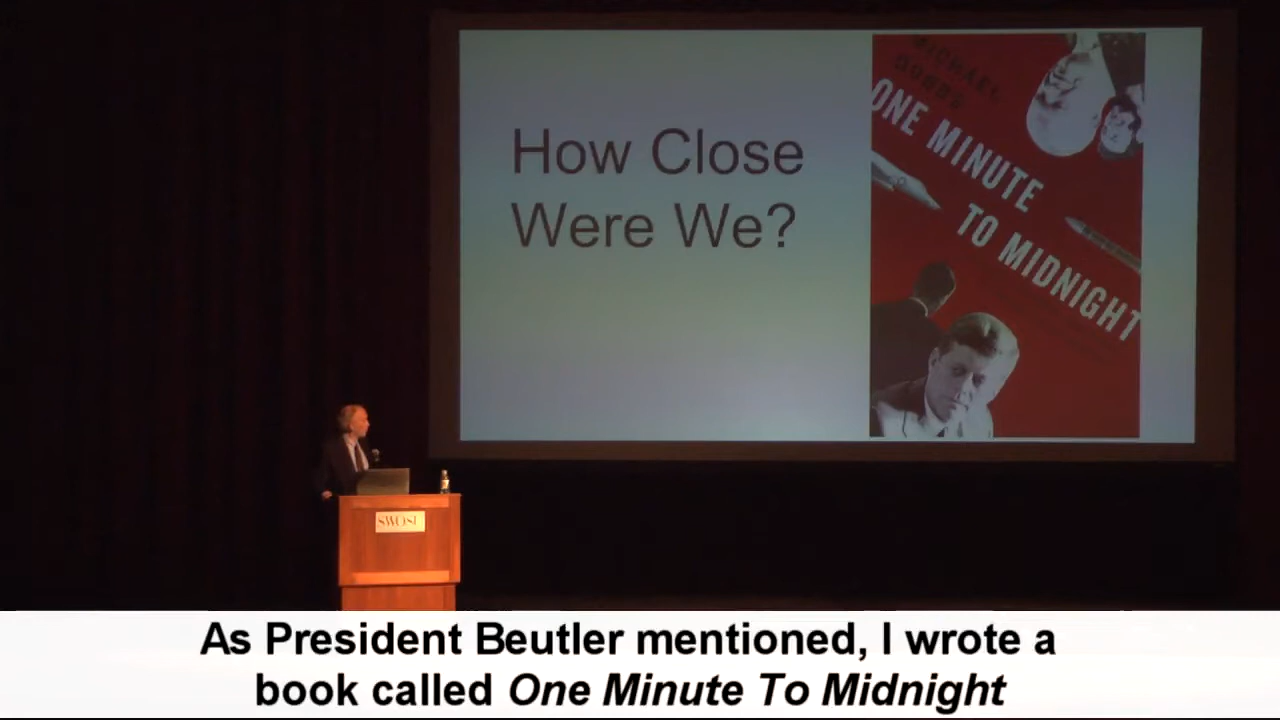 How Close
Were We?
MICHAEL
DOBBS
ONE MINUTE
TO MIDNIGHT
SWOSU
As President Beutler mentioned, I wrote a
book called One Minute To Midnight